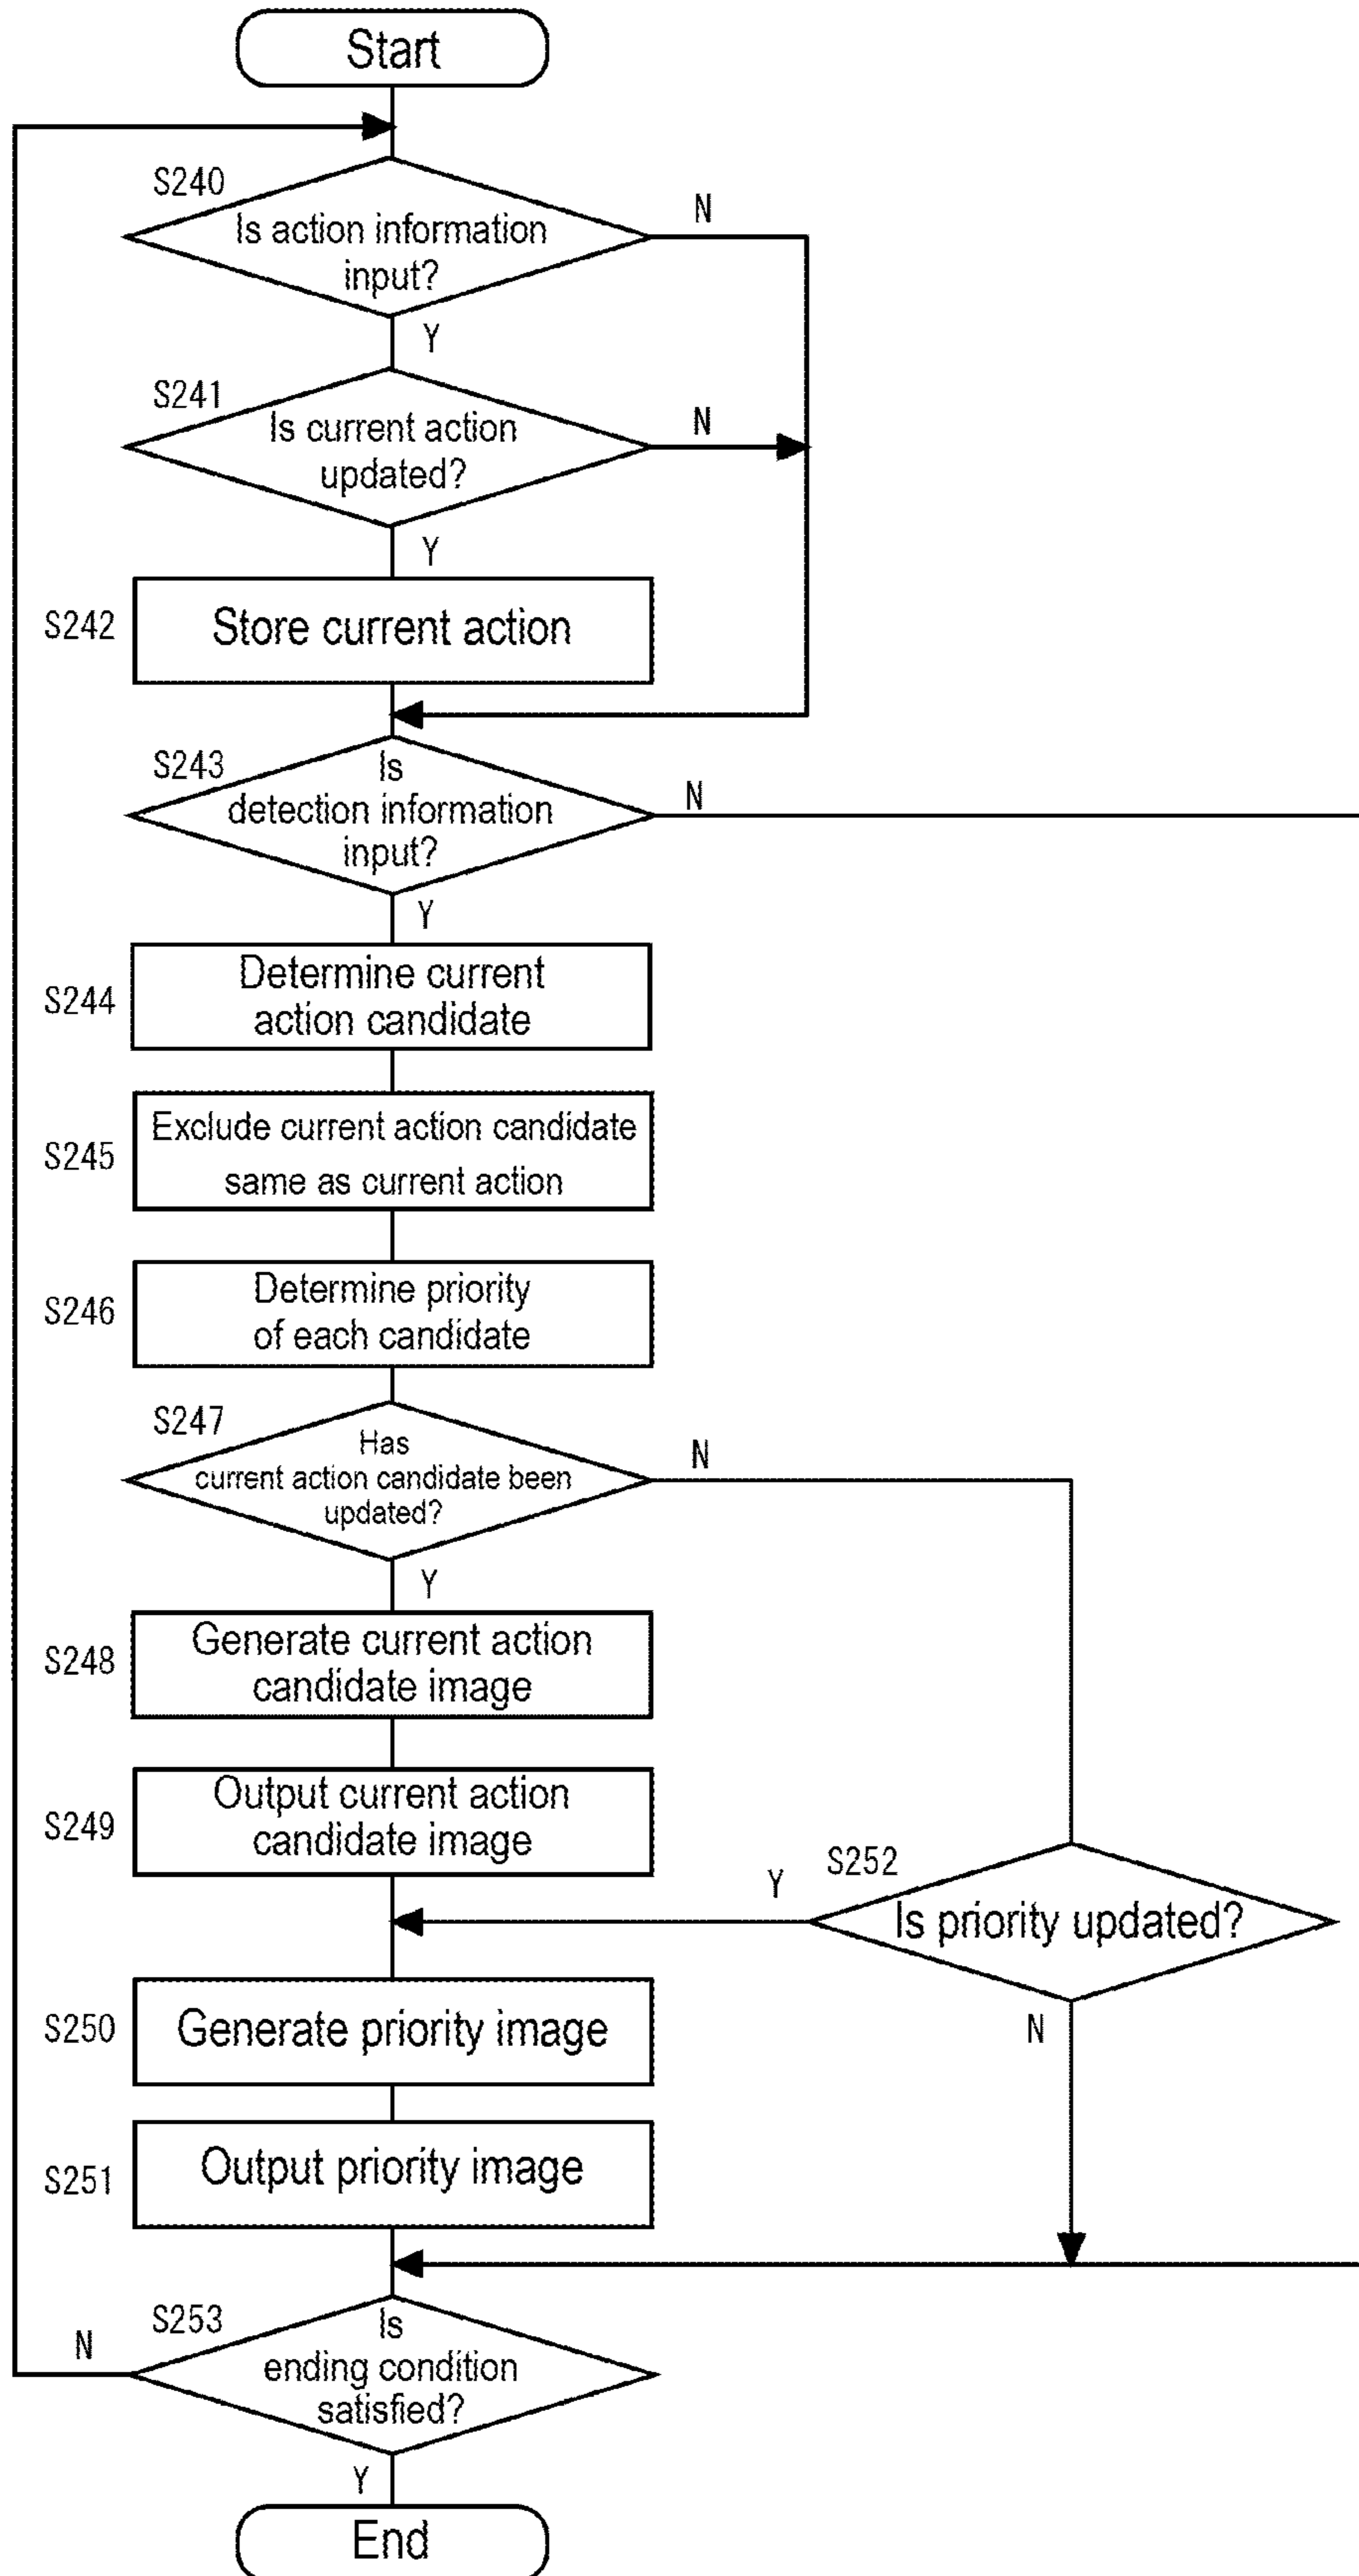 Start
S240
Is action information
input?
N
Y
S241
Is current action
updated?
N
Y
S242
Store current action
S243
Is
detection information
input?
N
Y
S244
Determine current
action candidate
S245
Exclude current action candidate
same as current action
S246
Determine priority
of each candidate
S247
Has
current action candidate been
updated?
N
Y
S248
Generate current action
candidate image
S249
Output current action
candidate image
S252
Y
Is priority updated?
N
S250
Generate priority image
S251
Output priority image
S253
Is
ending condition
satisfied?
N
Y
End